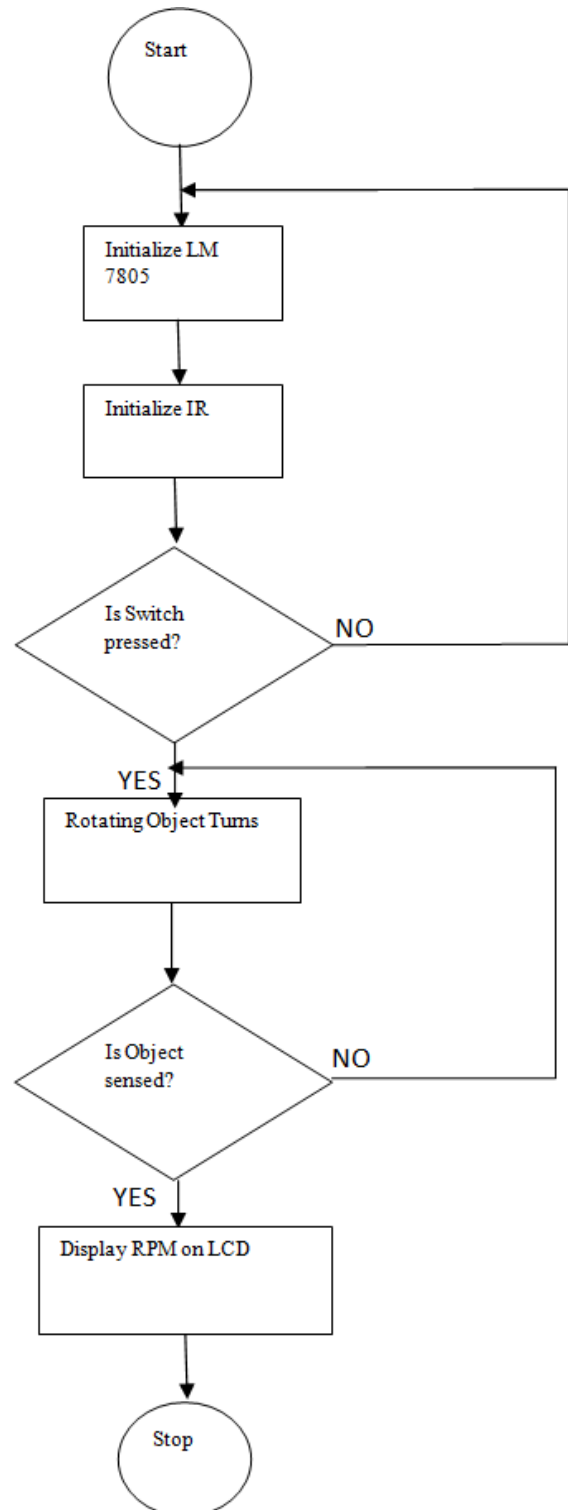 Start
Initialize LM
7805
Initialize IR
Is Switch
pressed?
NO
YES
Rotating Object Turns
Is Object
sensed?
NO
YES
Display RPM on LCD
Stop